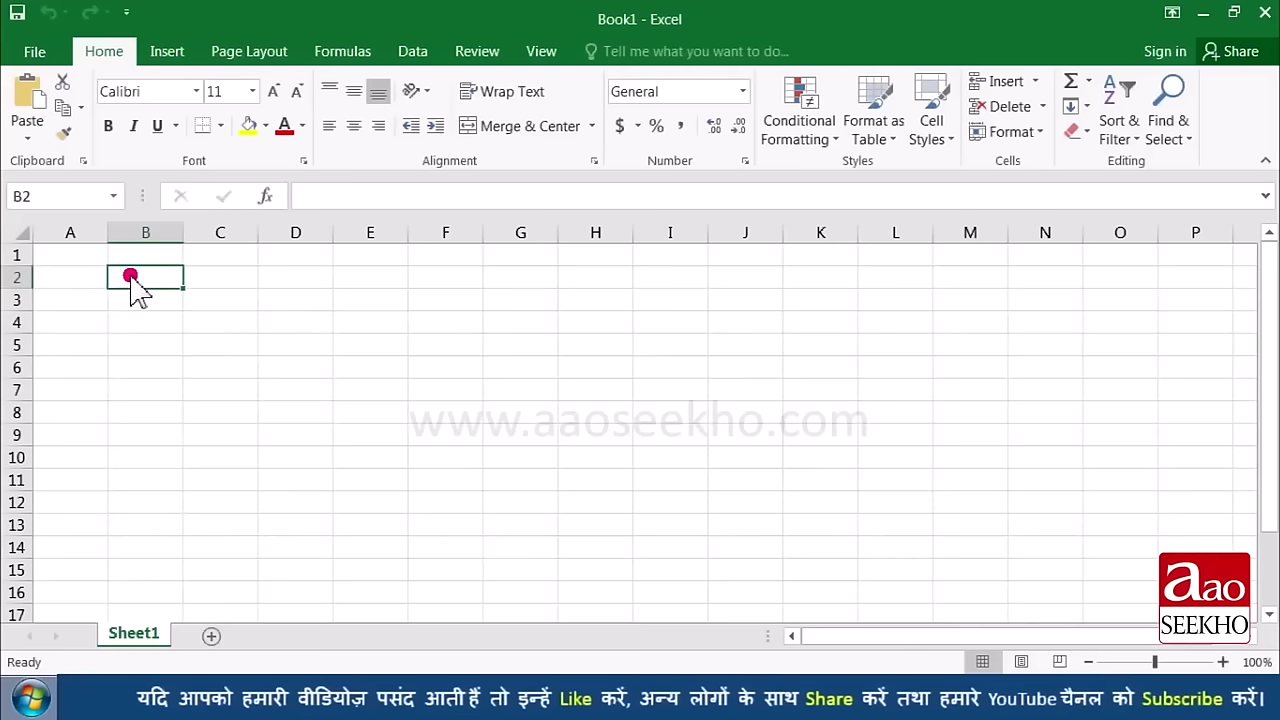 Book1 - Excel
File Home Insert Page Layout Formulas Data Review View Tell me what you want to do... Sign in Share
Calibri 11 Wrap Text General Insert Σ
Paste B I U Merge & Center $ % , Conditional Formatting Format as Table Cell Styles Delete Format Sort & Filter Find & Select
Clipboard Font Alignment Number Styles Cells Editing
B2 fx
A B C D E F G H I J K L M N O P
1
2
3
4
5
6
7
8
www.aaoseekho.com
9
10
11
12
13
14
15
16
17
aao
SEEKHO
Sheet1
Ready 100%
यदि आपको हमारी वीडियोज़ पसंद आती हैं तो इन्हें Like करें, अन्य लोगों के साथ Share करें तथा हमारे YouTube चैनल को Subscribe करें।